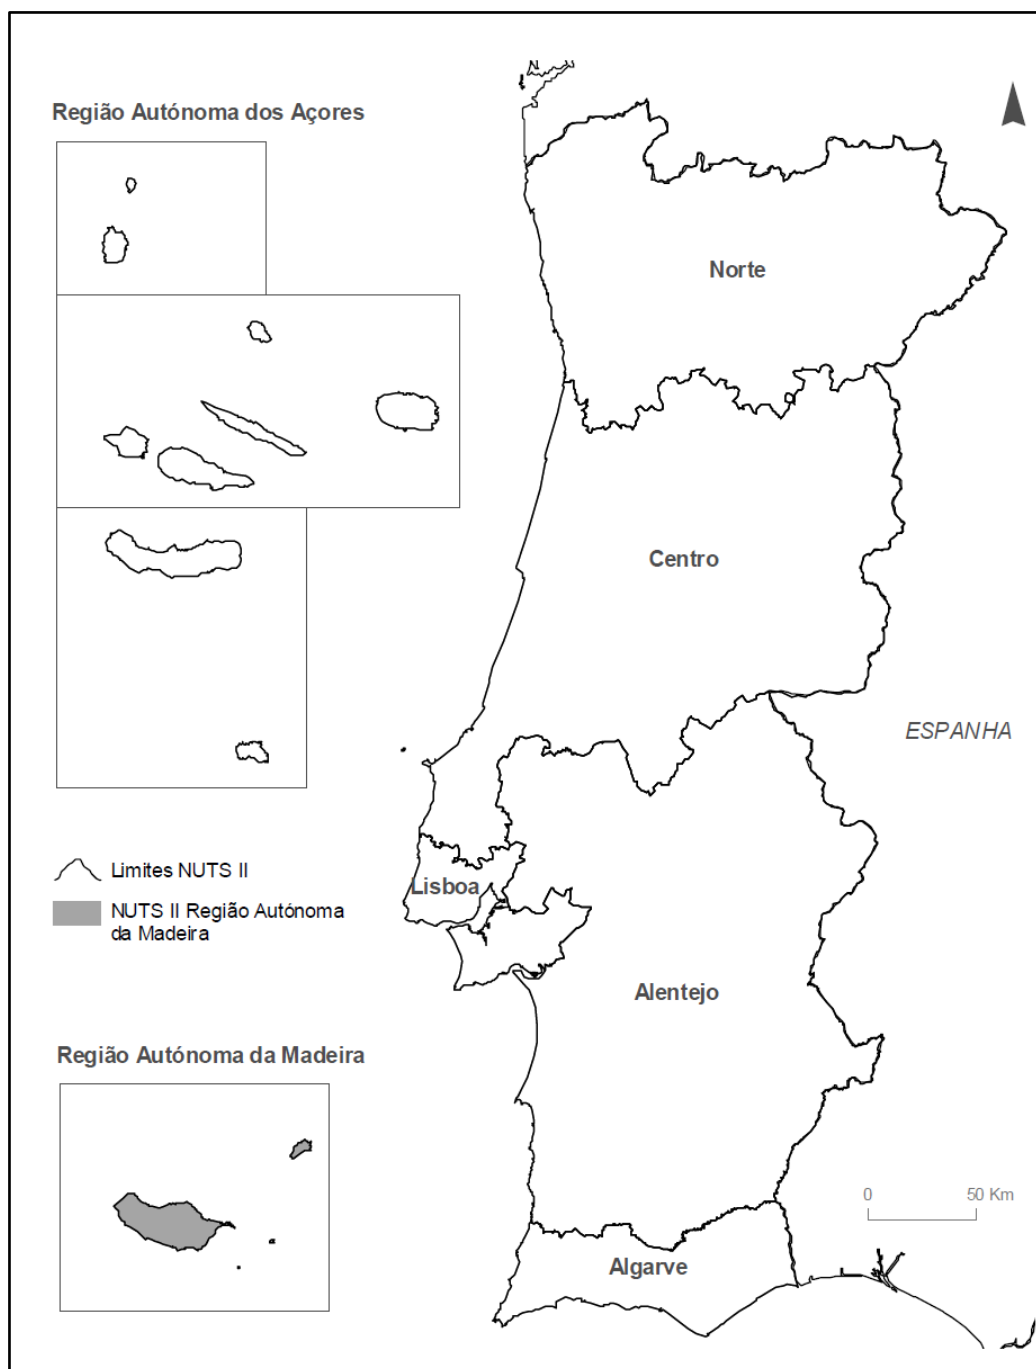 Região Autónoma dos Açores
Norte
Centro
ESPANHA
Limites NUTS II
Lisboa
NUTS II Região Autónoma
da Madeira
Alentejo
Região Autónoma da Madeira
0 50 Km
Algarve